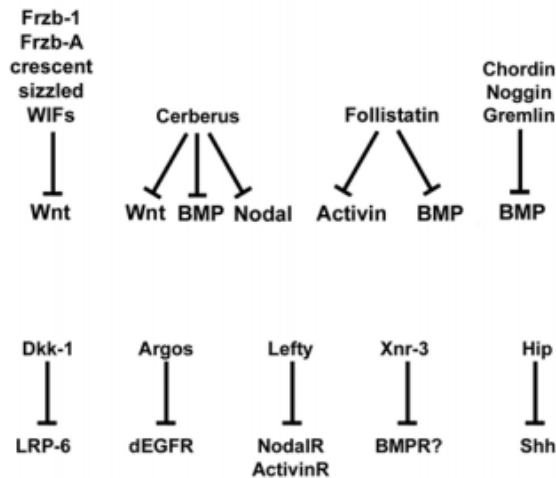 Frzb-1
Frzb-A
crescent
sizzled
WIFs
Cerberus
Follistatin
Chordin
Noggin
Gremlin
Wnt
Wnt BMP Nodal
Activin BMP
BMP
Dkk-1
Argos
Lefty
Xnr-3
Hip
LRP-6
dEGFR
NodalR
ActivinR
BMPR?
Shh